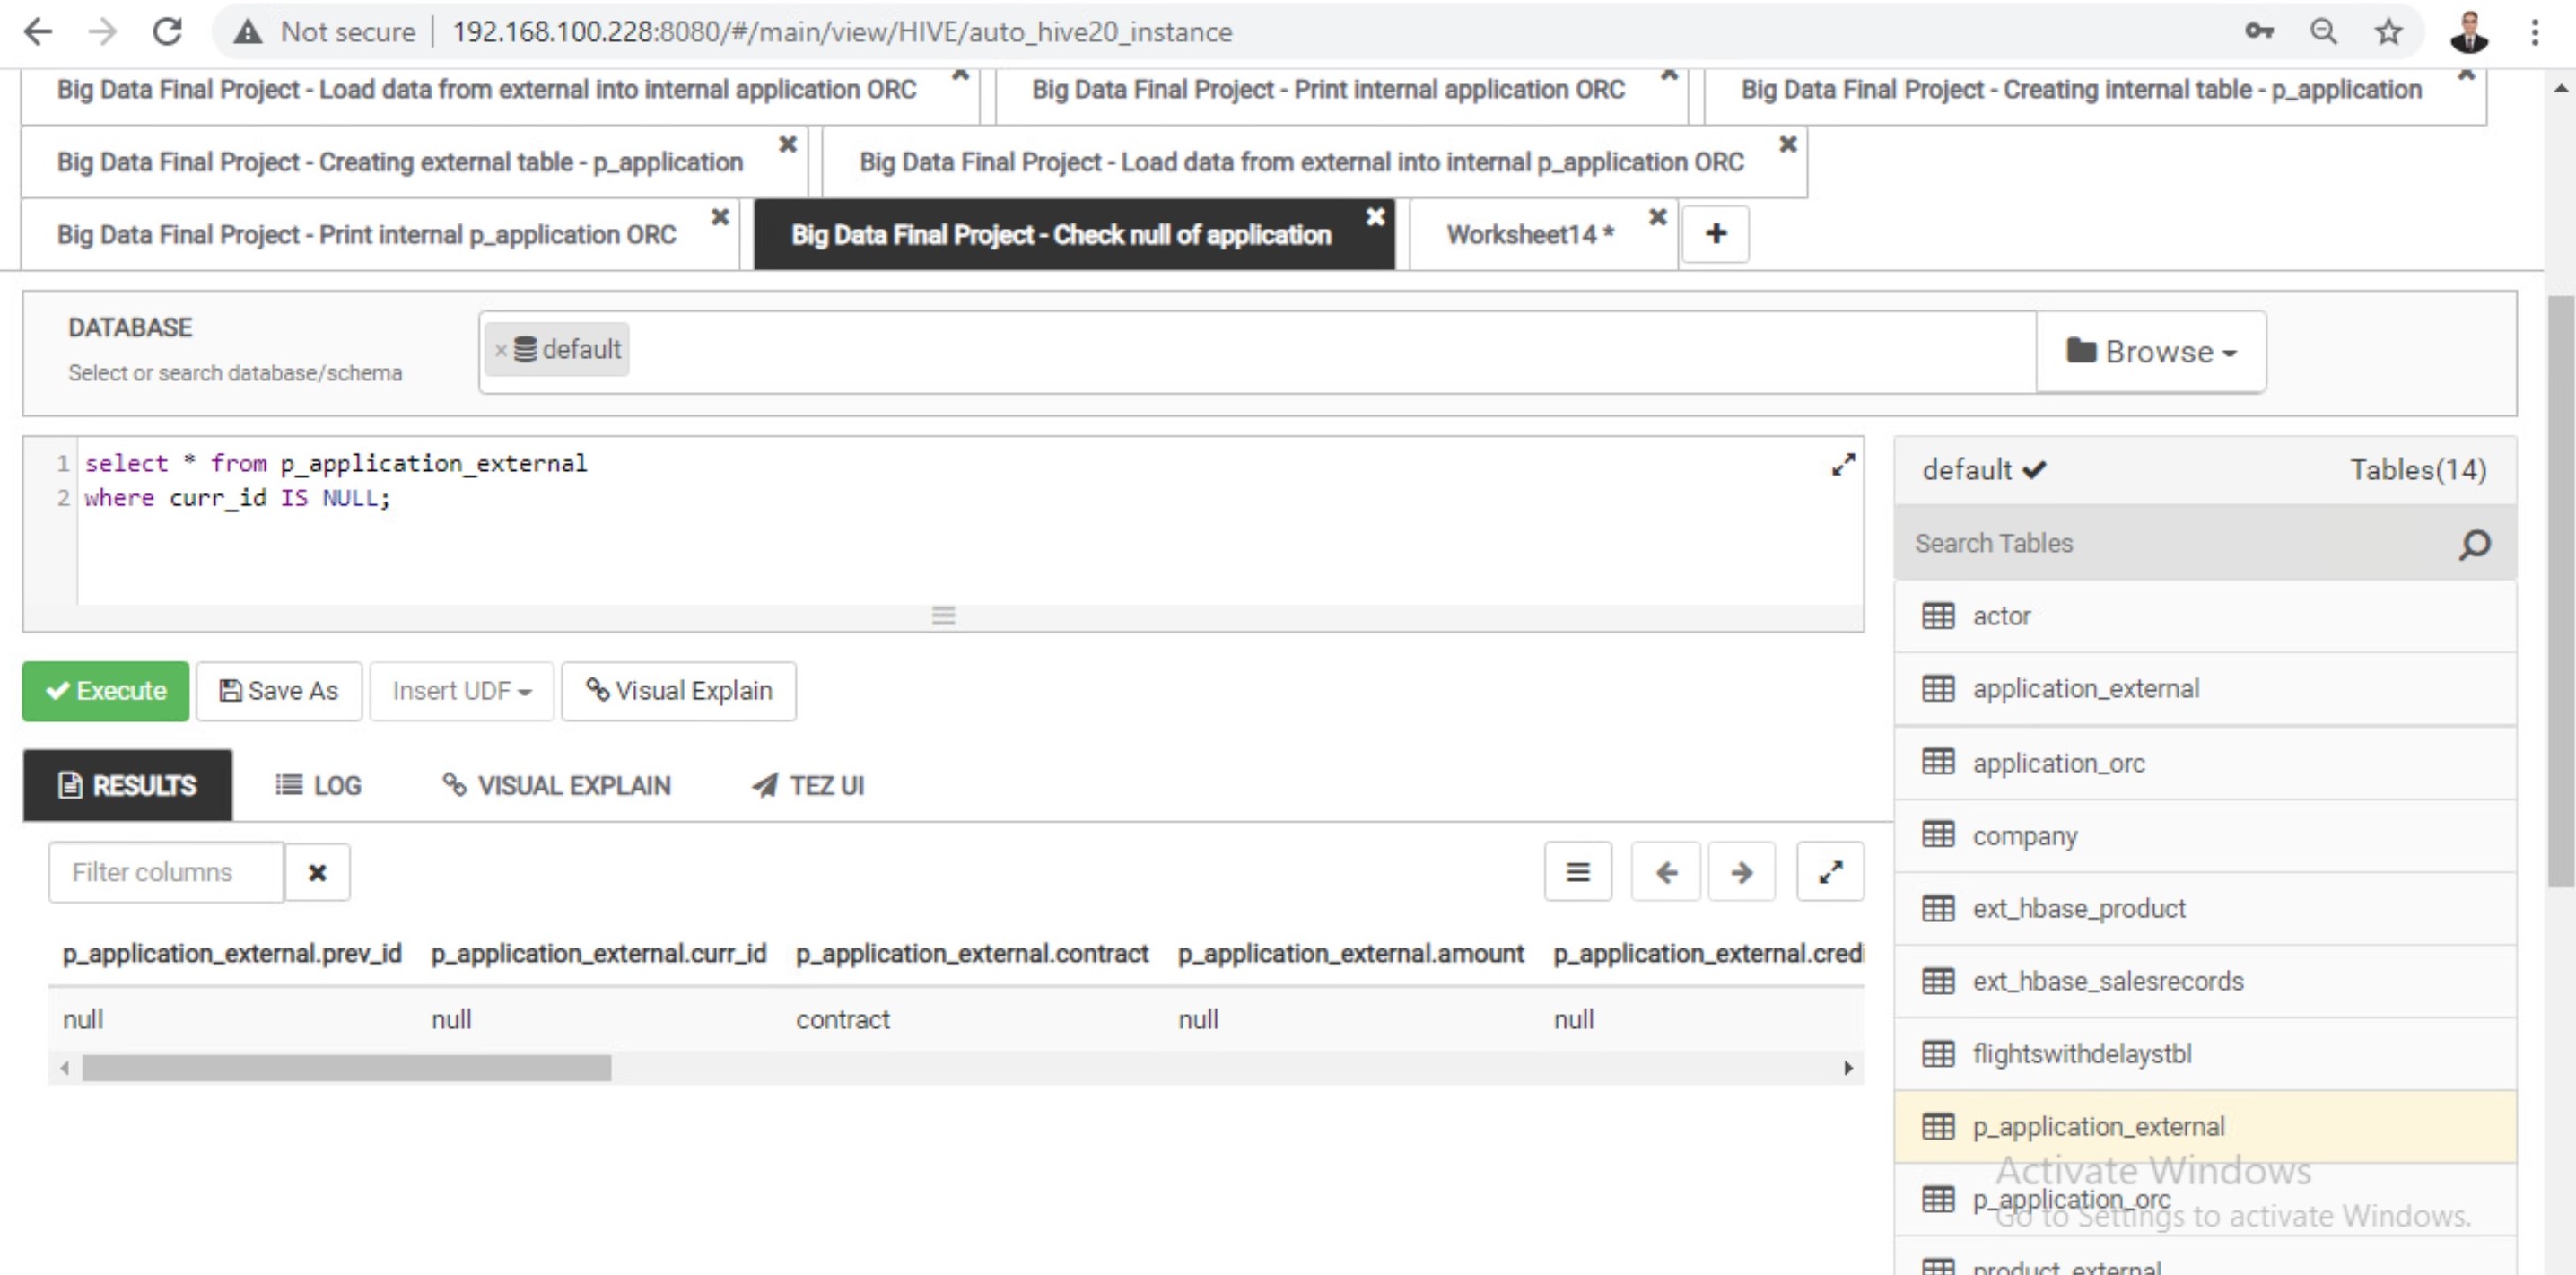 Not secure 192.168.100.228:8080/#/main/view/HIVE/auto_hive20_instance
Big Data Final Project - Load data from external into internal application ORC
Big Data Final Project - Print internal application ORC
Big Data Final Project - Creating internal table - p_application
Big Data Final Project - Creating external table - p_application
Big Data Final Project - Load data from external into internal p_application ORC
Big Data Final Project - Print internal p_application ORC
Big Data Final Project - Check null of application
Worksheet14 *
DATABASE
Select or search database/schema
default
Browse
1 select * from p_application_external
2 where curr_id IS NULL;
Execute
Save As
Insert UDF
Visual Explain
RESULTS
LOG
VISUAL EXPLAIN
TEZ UI
Filter columns
p_application_external.prev_id p_application_external.curr_id p_application_external.contract p_application_external.amount p_application_external.credi
null null contract null null
default Tables(14)
Search Tables
actor
application_external
application_orc
company
ext_hbase_product
ext_hbase_salesrecords
flightswithdelaystbl
p_application_external
Activate Windows
p_application_orc
Go to Settings to activate Windows.
product_external